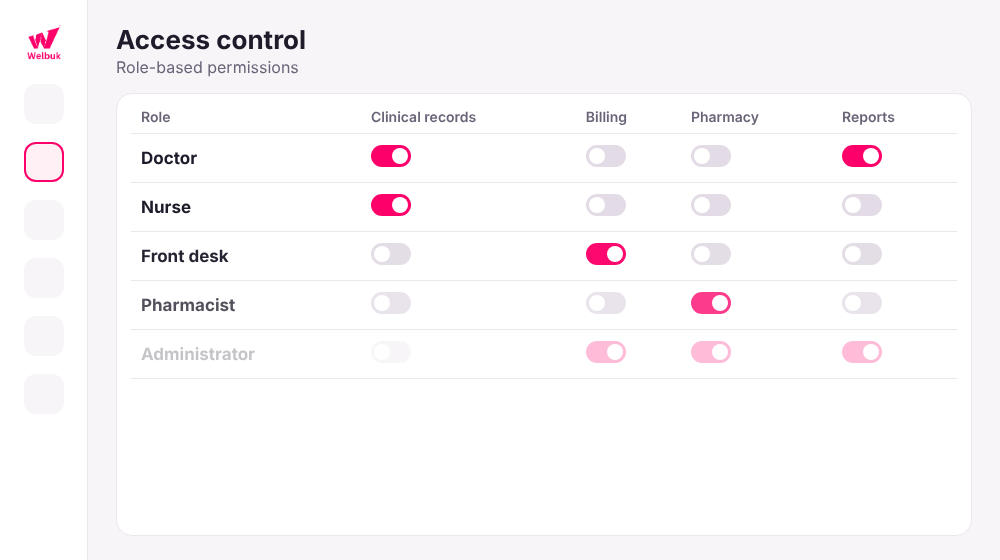 Welbuk
Access control
Role-based permissions
Role Clinical records Billing Pharmacy Reports
Doctor
Nurse
Front desk
Pharmacist
Administrator